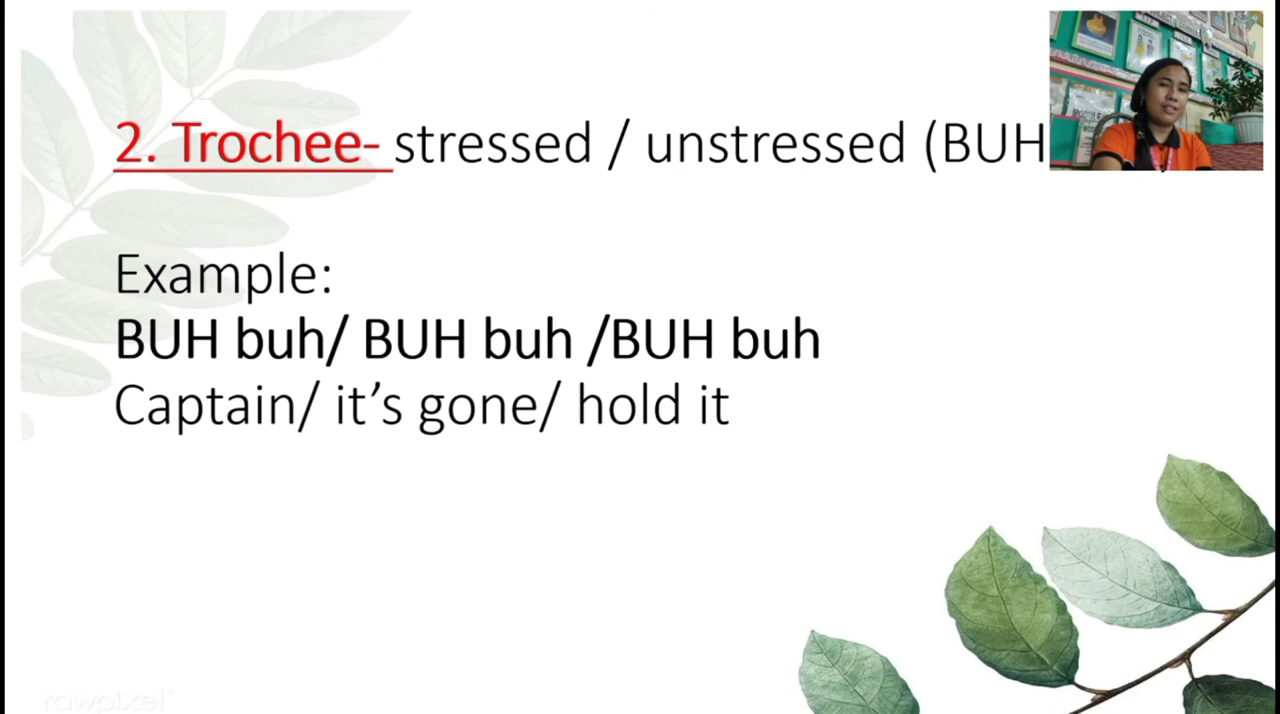 2. Trochee- stressed / unstressed (BUH
Example:
BUH buh/ BUH buh /BUH buh
Captain/ it’s gone/ hold it
rawpixel